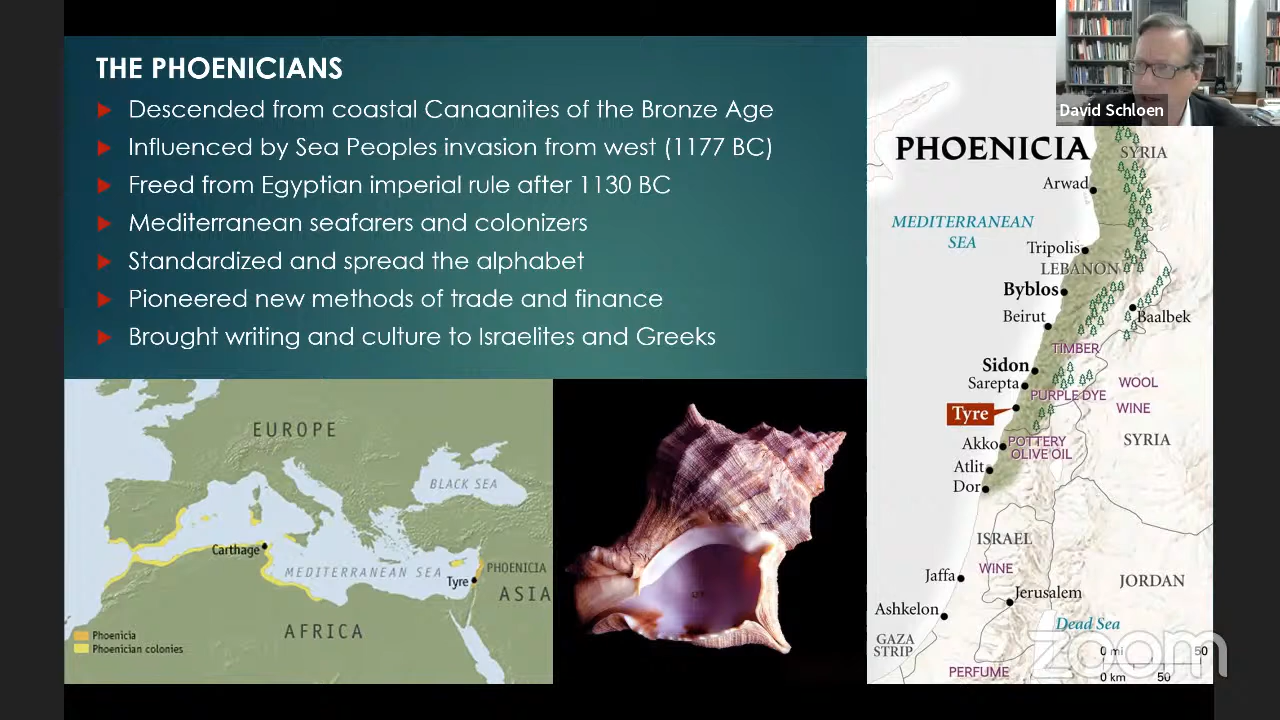 THE PHOENICIANS
Descended from coastal Canaanites of the Bronze Age
Influenced by Sea Peoples invasion from west (1177 BC)
Freed from Egyptian imperial rule after 1130 BC
Mediterranean seafarers and colonizers
Standardized and spread the alphabet
Pioneered new methods of trade and finance
Brought writing and culture to Israelites and Greeks
David Schloen
PHOENICIA
SYRIA
Arwad
MEDITERRANEAN
SEA
Tripolis
LEBANON
Byblos
Beirut
Baalbek
TIMBER
Sidon
Sarepta
WOOL
PURPLE DYE
Tyre
WINE
Akko
POTTERY
OLIVE OIL
SYRIA
Atlit
Dor
ISRAEL
WINE
Jaffa
JORDAN
Jerusalem
Ashkelon
Dead Sea
GAZA
STRIP
PERFUME
0 mi 50
0 km 50
zoom
EUROPE
BLACK SEA
Carthage
MEDITERRANEAN SEA
PHOENICIA
Tyre
ASIA
AFRICA
Phoenicia
Phoenician colonies